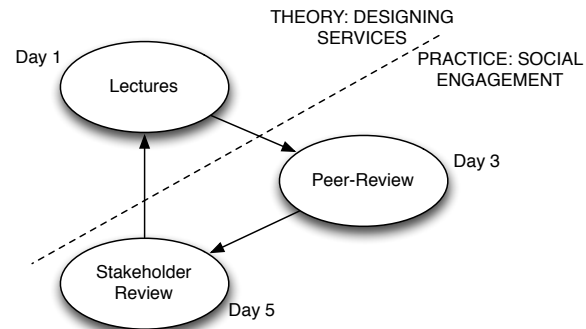 THEORY: DESIGNING
SERVICES
PRACTICE: SOCIAL
ENGAGEMENT
Day 1
Lectures
Peer-Review
Day 3
Stakeholder
Review
Day 5